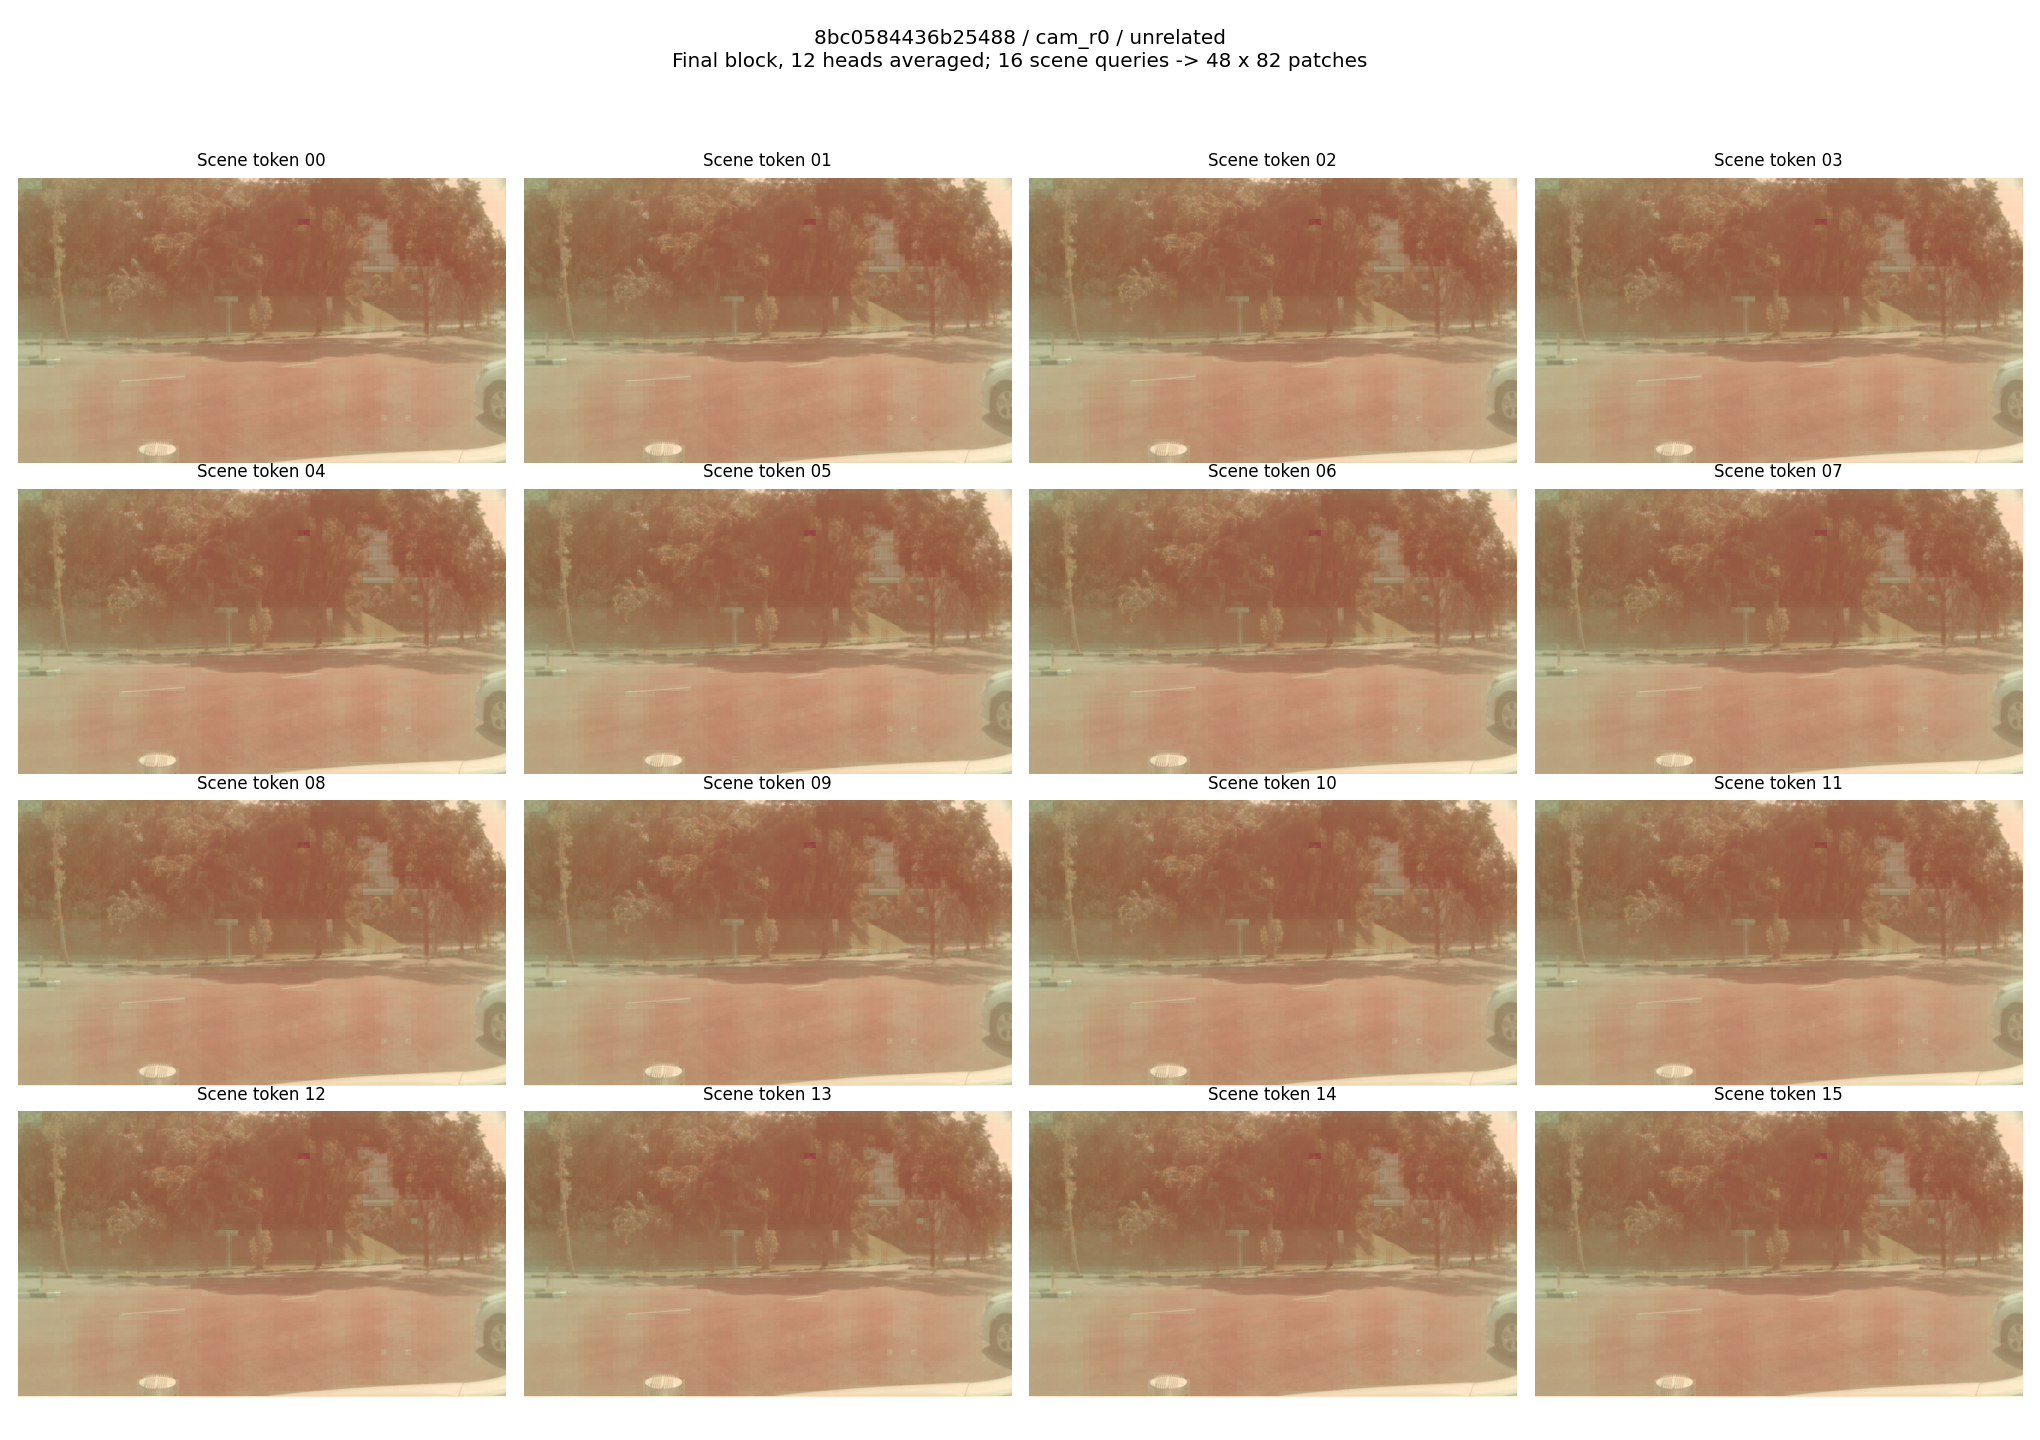 8bc0584436b25488 / cam_r0 / unrelated
Final block, 12 heads averaged; 16 scene queries -> 48 x 82 patches
Scene token 00
Scene token 01
Scene token 02
Scene token 03
Scene token 04
Scene token 05
Scene token 06
Scene token 07
Scene token 08
Scene token 09
Scene token 10
Scene token 11
Scene token 12
Scene token 13
Scene token 14
Scene token 15